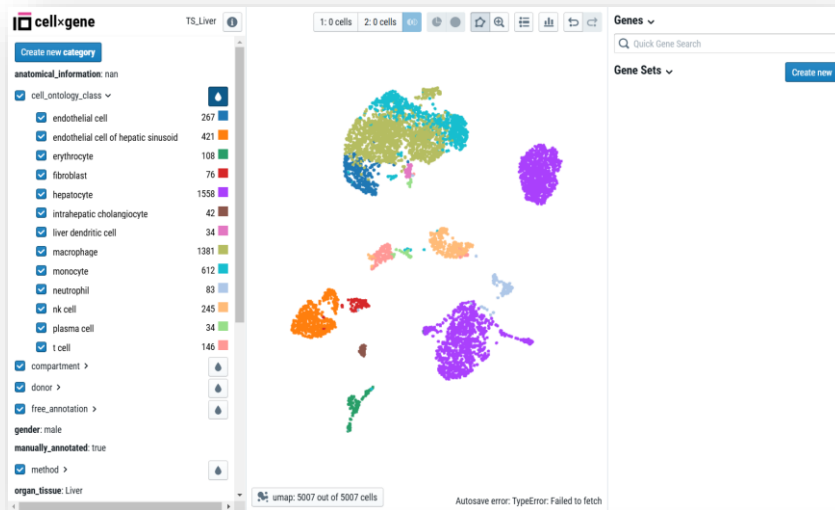 cell×gene
TS_Liver
Create new category
anatomical_information: nan
cell_ontology_class
endothelial cell 267
endothelial cell of hepatic sinusoid 421
erythrocyte 108
fibroblast 76
hepatocyte 1558
intrahepatic cholangiocyte 42
liver dendritic cell 34
macrophage 1381
monocyte 612
neutrophil 83
nk cell 245
plasma cell 34
t cell 146
compartment
donor
free_annotation
gender: male
manually_annotated: true
method
organ_tissue: Liver
1: 0 cells
2: 0 cells
umap: 5007 out of 5007 cells
Autosave error: TypeError: Failed to fetch
Genes
Quick Gene Search
Gene Sets
Create new